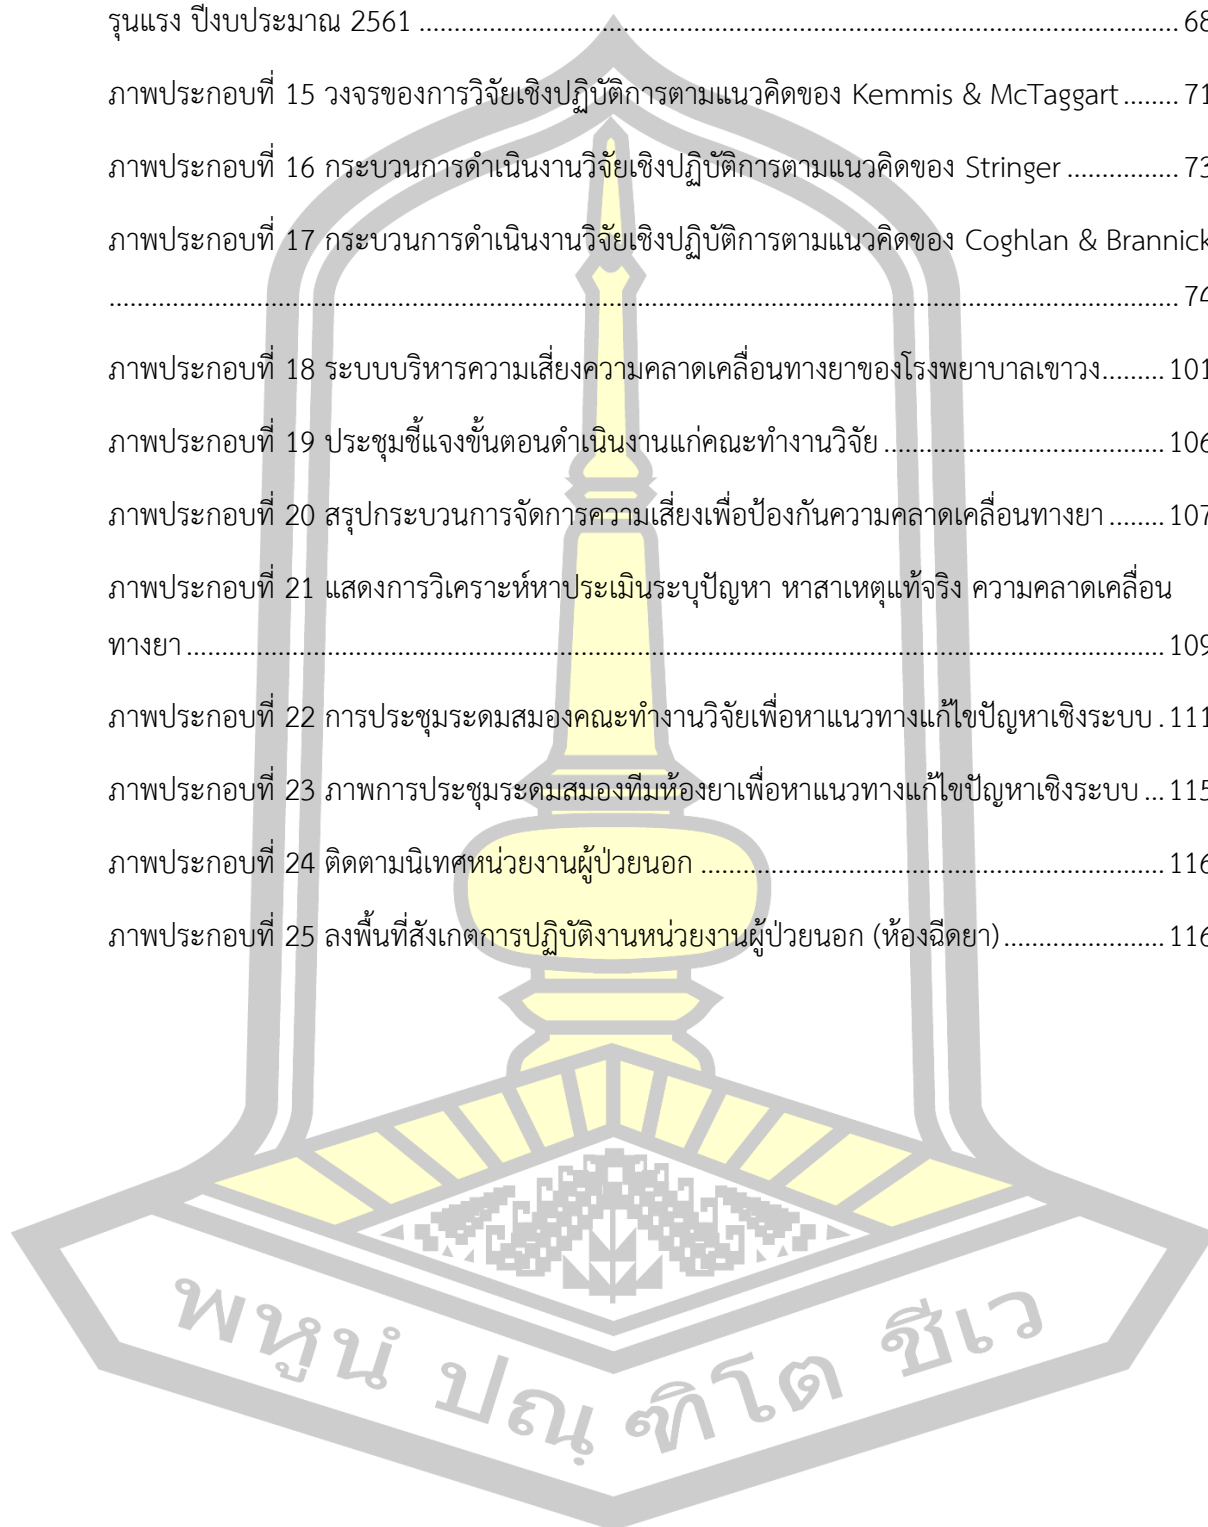 รุนแรง ปีงบประมาณ 2561 ............................................................................................................. 68
ภาพประกอบที่ 15 วงจรของการวิจัยเชิงปฏิบัติการตามแนวคิดของ Kemmis & McTaggart ........ 71
ภาพประกอบที่ 16 กระบวนการดำเนินงานวิจัยเชิงปฏิบัติการตามแนวคิดของ Stringer ................ 73
ภาพประกอบที่ 17 กระบวนการดำเนินงานวิจัยเชิงปฏิบัติการตามแนวคิดของ Coghlan & Brannick
......................................................................................................................................................... 74
ภาพประกอบที่ 18 ระบบบริหารความเสี่ยงความคลาดเคลื่อนทางยาของโรงพยาบาลเขาวง......... 101
ภาพประกอบที่ 19 ประชุมชี้แจงขั้นตอนดำเนินงานแก่คณะทำงานวิจัย ........................................ 106
ภาพประกอบที่ 20 สรุปกระบวนการจัดการความเสี่ยงเพื่อป้องกันความคลาดเคลื่อนทางยา ........ 107
ภาพประกอบที่ 21 แสดงการวิเคราะห์หาประเมินระบุปัญหา หาสาเหตุแท้จริง ความคลาดเคลื่อน
ทางยา ............................................................................................................................................ 109
ภาพประกอบที่ 22 การประชุมระดมสมองคณะทำงานวิจัยเพื่อหาแนวทางแก้ไขปัญหาเชิงระบบ . 111
ภาพประกอบที่ 23 ภาพการประชุมระดมสมองทีมห้องยาเพื่อหาแนวทางแก้ไขปัญหาเชิงระบบ ... 115
ภาพประกอบที่ 24 ติดตามนิเทศหน่วยงานผู้ป่วยนอก .................................................................. 116
ภาพประกอบที่ 25 ลงพื้นที่สังเกตการปฏิบัติงานหน่วยงานผู้ป่วยนอก (ห้องฉีดยา) ....................... 116
พหูนํ ปณฺฑิโต ชีเว